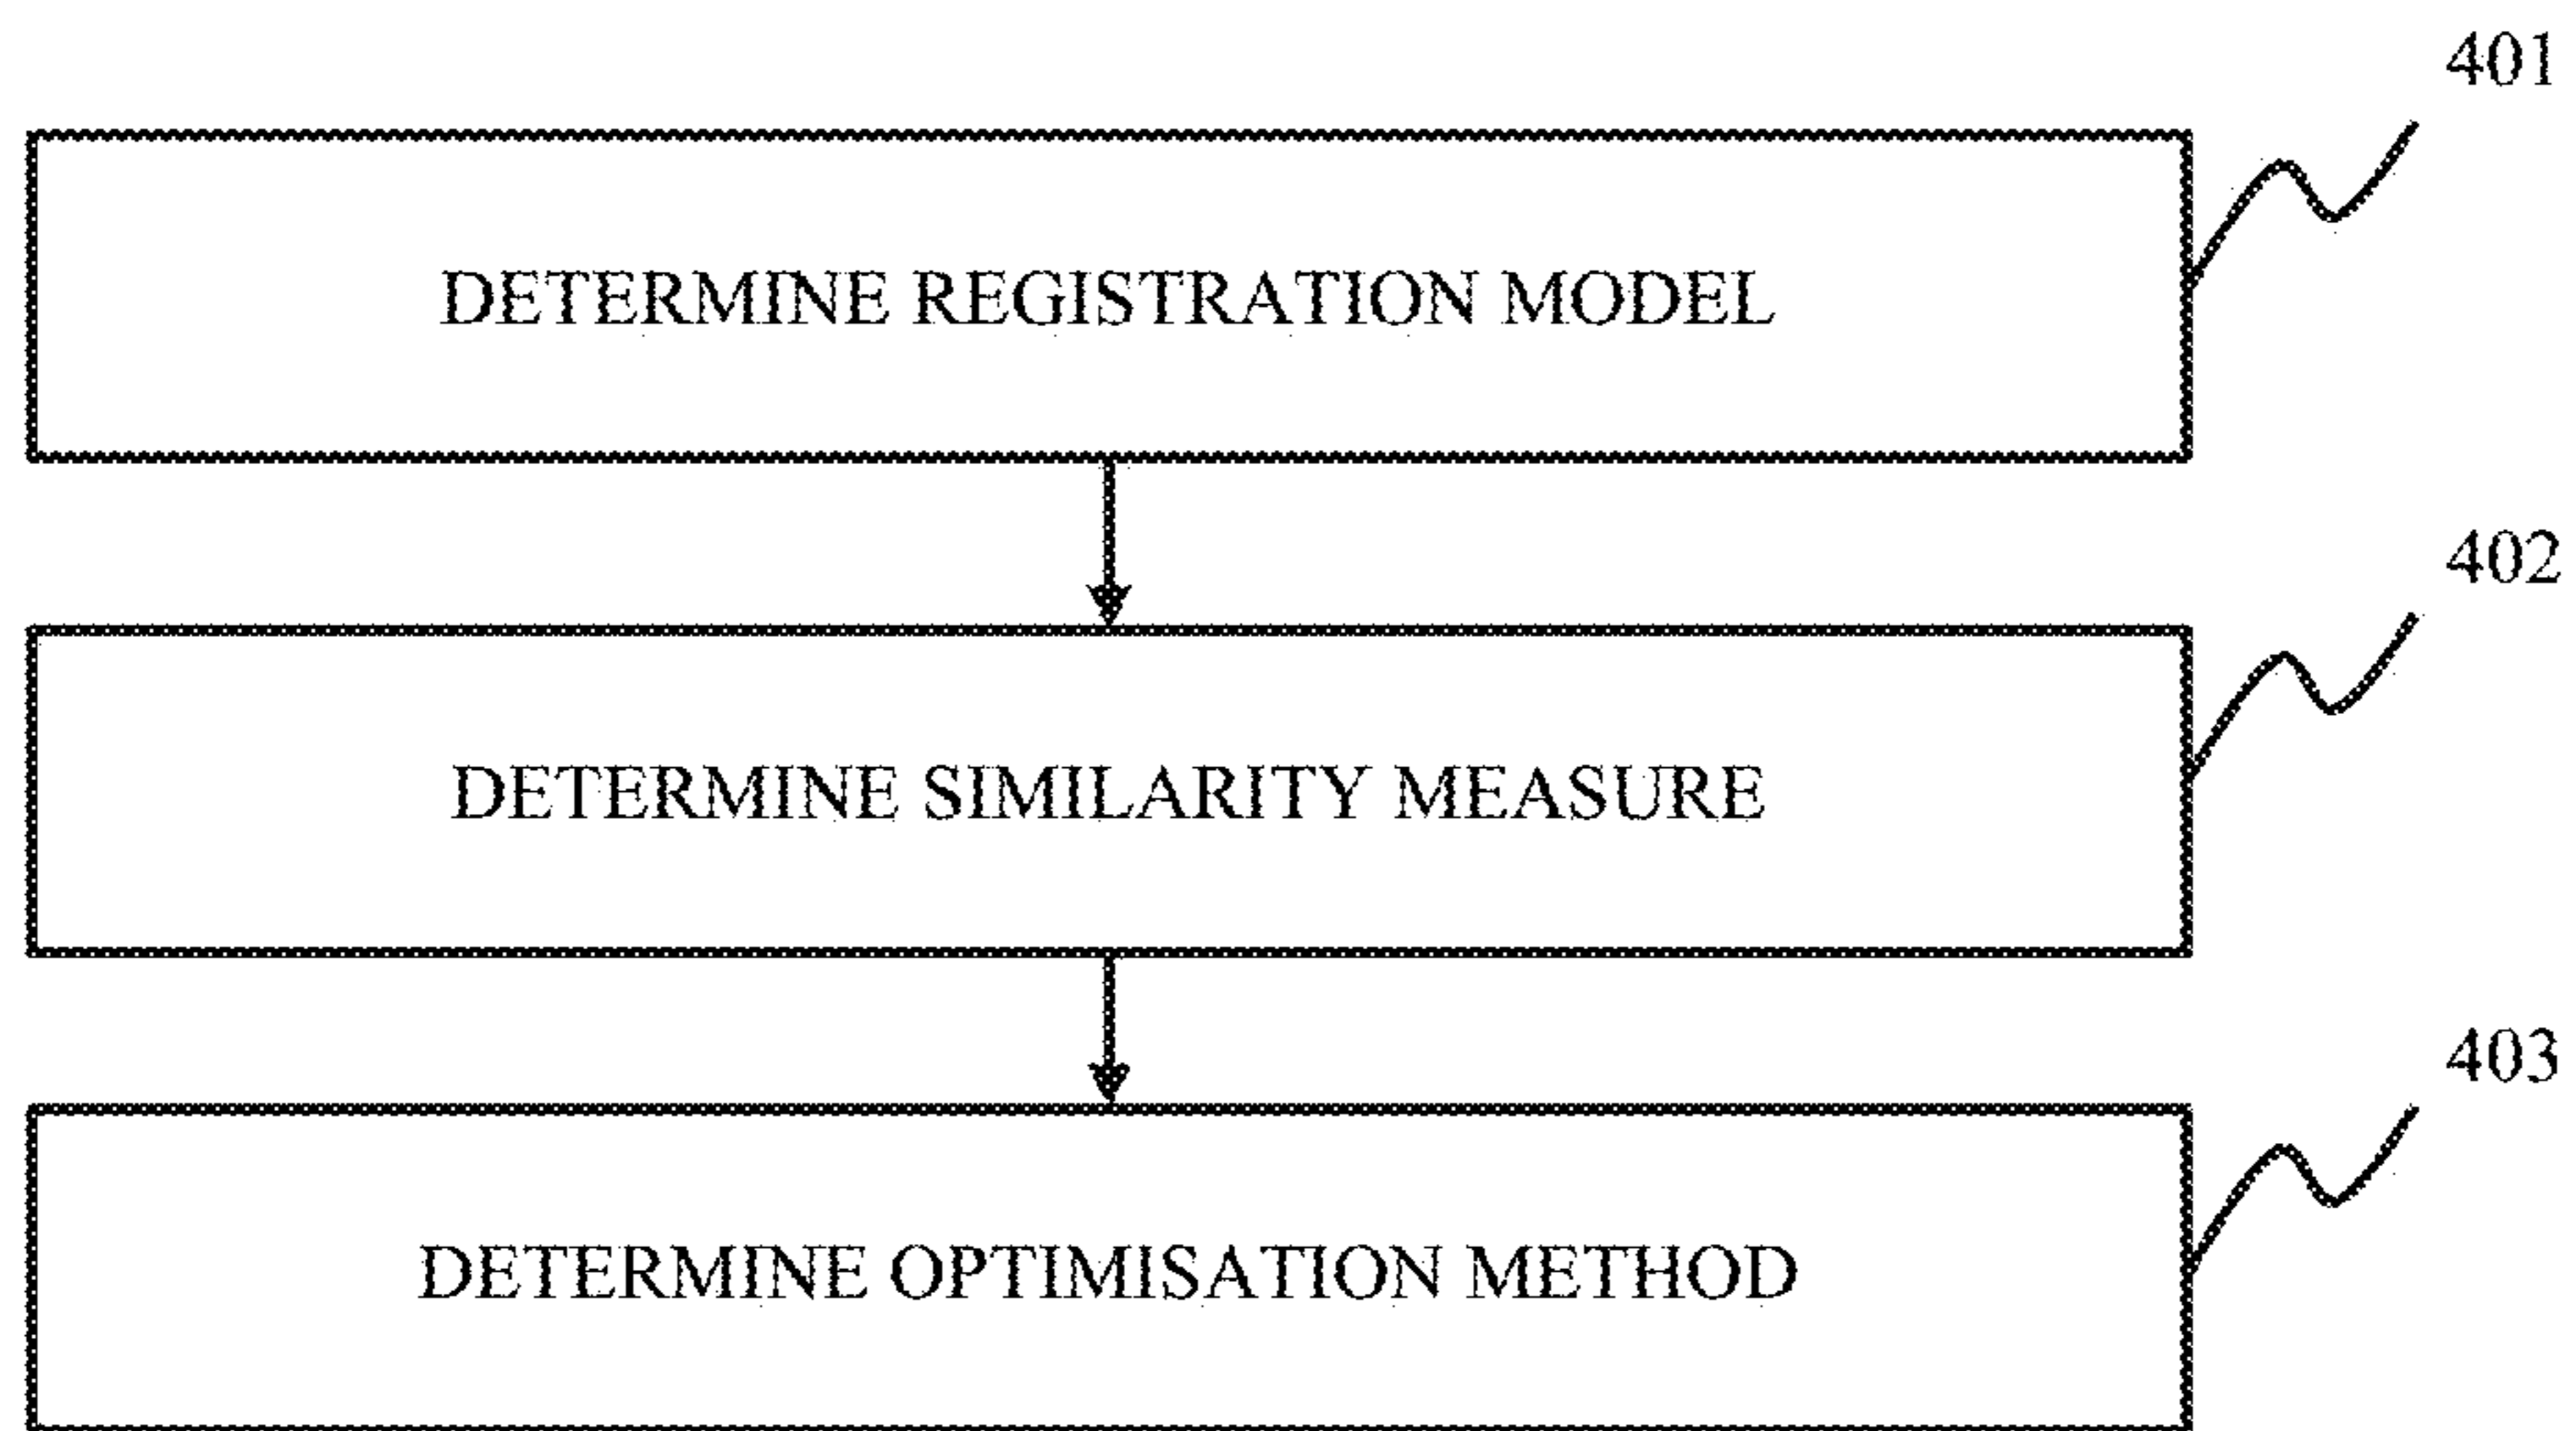 401
DETERMINE REGISTRATION MODEL
402
DETERMINE SIMILARITY MEASURE
403
DETERMINE OPTIMISATION METHOD